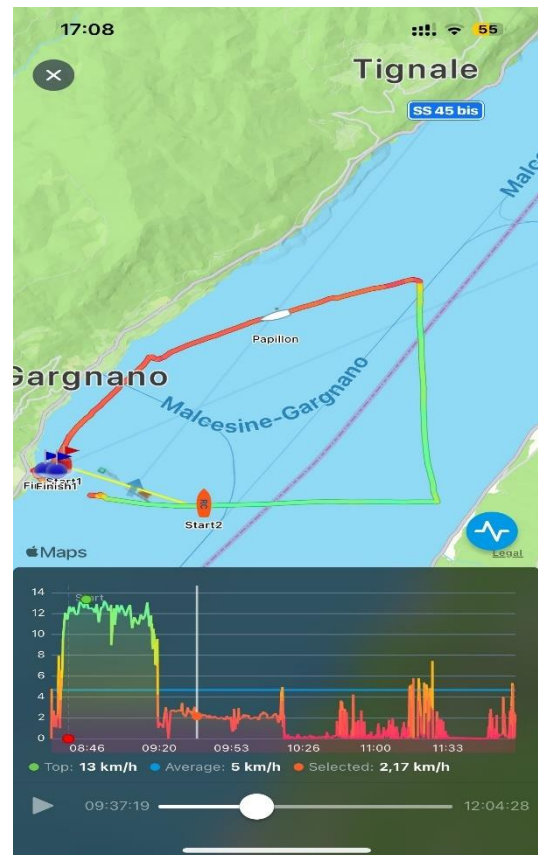 17:08
55
Tignale
SS 45 bis
Papillon
Gargnano
Malcesine-Gargnano
Start1
Finish1
RC
Start2
Maps
Legal
14
Start
12
10
8
6
4
2
0
08:46 09:20 09:53 10:26 11:00 11:33
Top: 13 km/h Average: 5 km/h Selected: 2,17 km/h
09:37:19 12:04:28